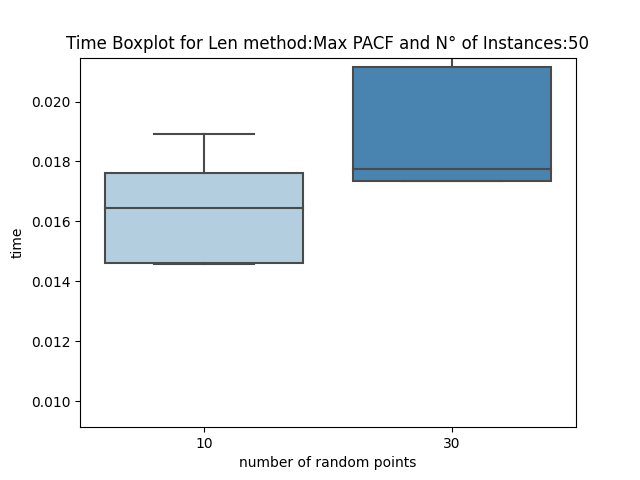 Time Boxplot for Len method:Max PACF and N° of Instances:50
0.020
0.018
0.016
0.014
0.012
0.010
time
10
30
number of random points